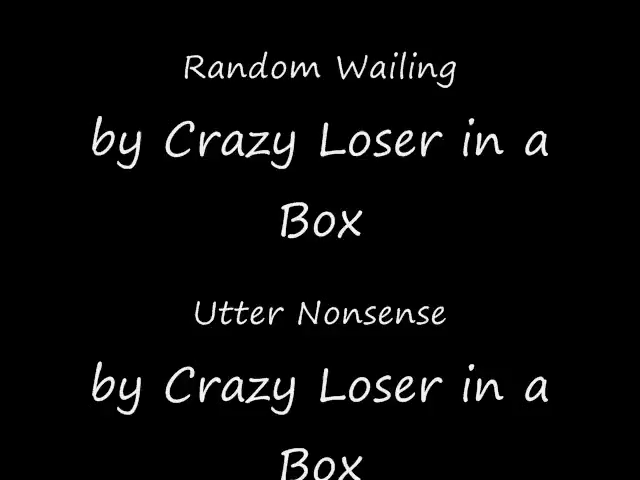 Random Wailing
by Crazy Loser in a
Box
Utter Nonsense
by Crazy Loser in a
Box